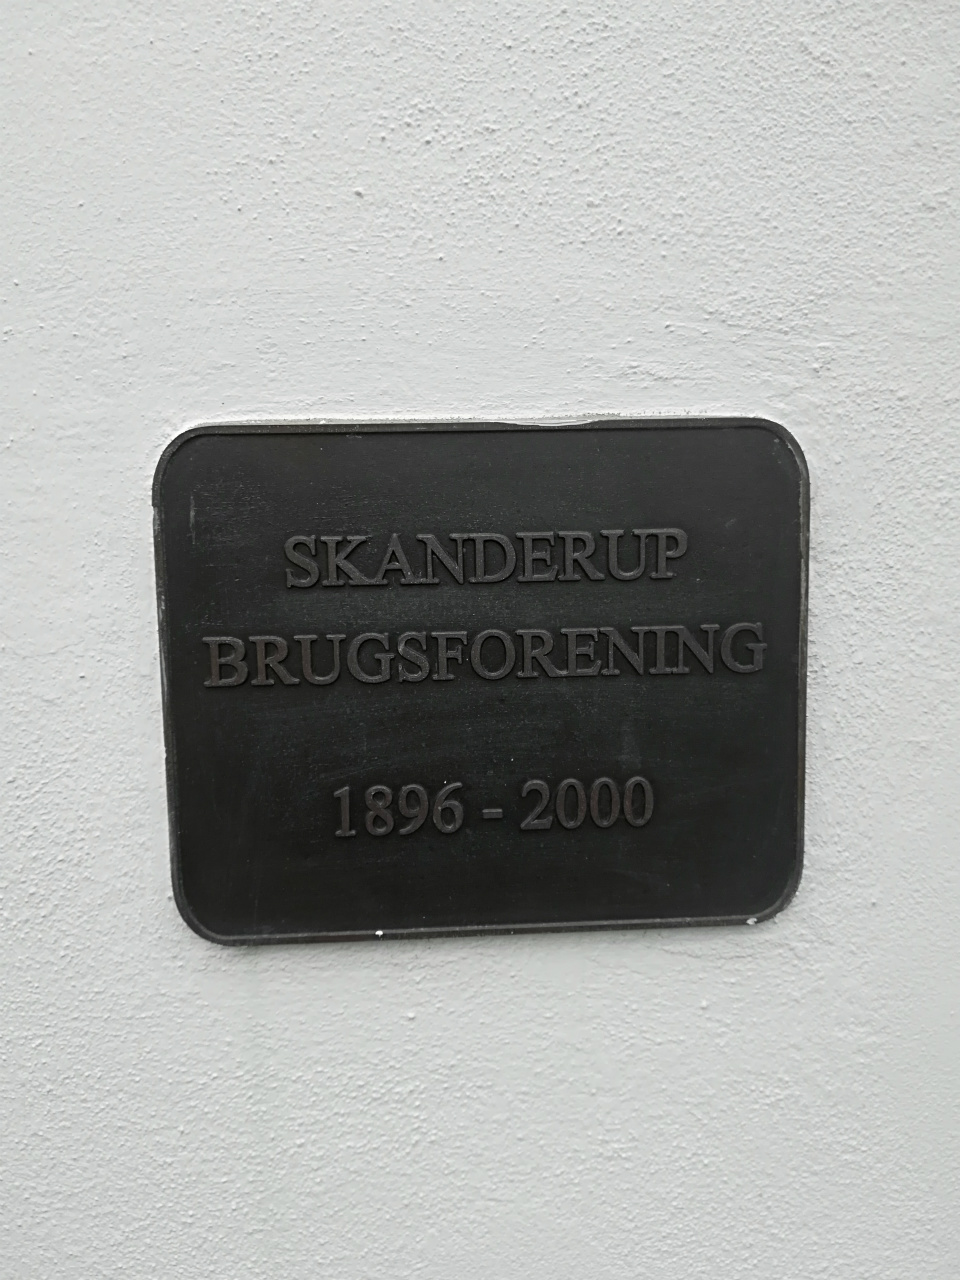 SKANDERUP
BRUGSFORENING
1896 - 2000